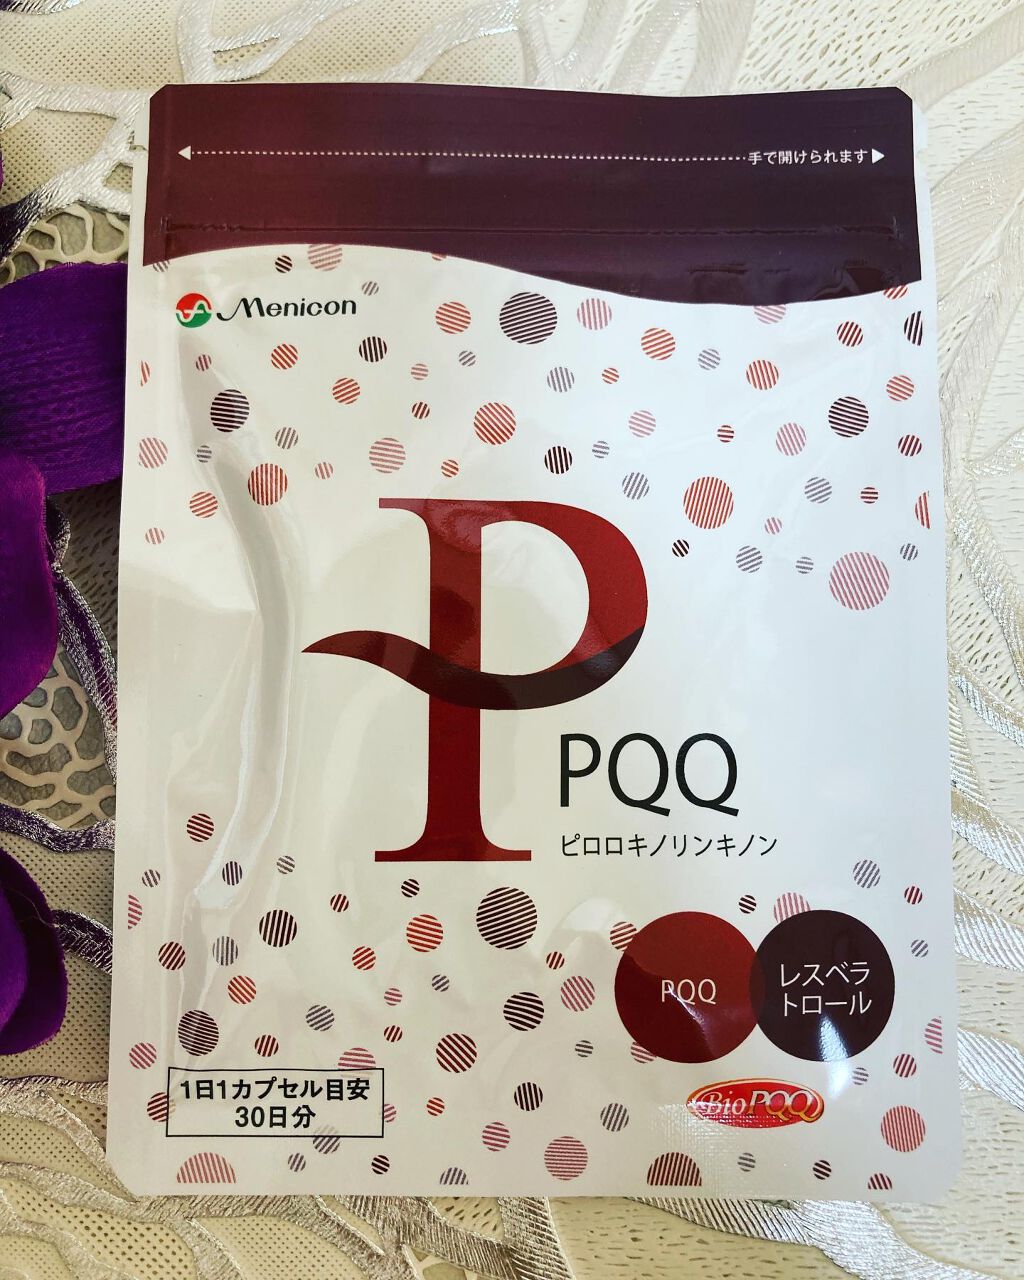 手で開けられます
Menicon
P
PQQ
ピロロキノリンキノン
PQQ
レスベラ
トロール
1日1カプセル目安
30日分
BioPQQ